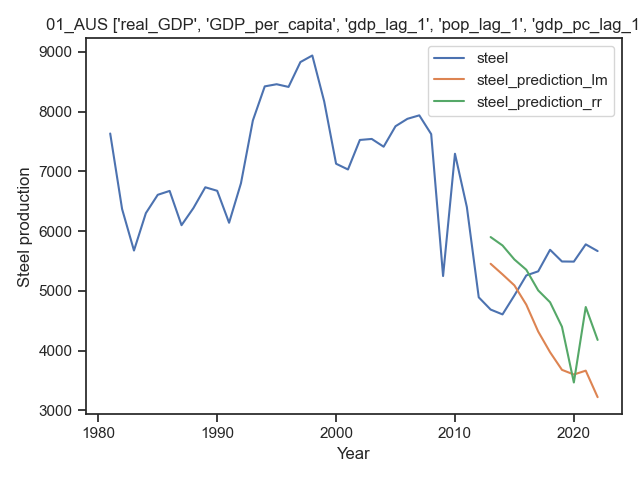 01_AUS ['real_GDP', 'GDP_per_capita', 'gdp_lag_1', 'pop_lag_1', 'gdp_pc_lag_1
steel
steel_prediction_lm
steel_prediction_rr
9000
8000
7000
6000
5000
4000
3000
Steel production
1980
1990
2000
2010
2020
Year